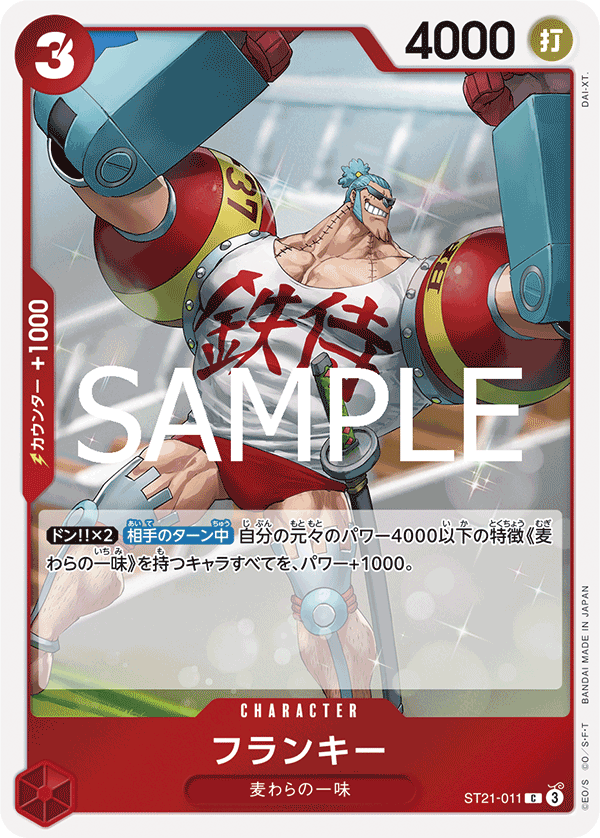 3
4000
打
DAI-XT.
37
鉄侍
カウンター +1000
SAMPLE
ドン!!×2 相手のターン中 自分の元々のパワー4000以下の特徴《麦
わらの一味》を持つキャラすべてを、パワー+1000。
CHARACTER
フランキー
麦わらの一味
ST21-011 C 3
©E.O/S ©O/S・F・T BANDAI MADE IN JAPAN